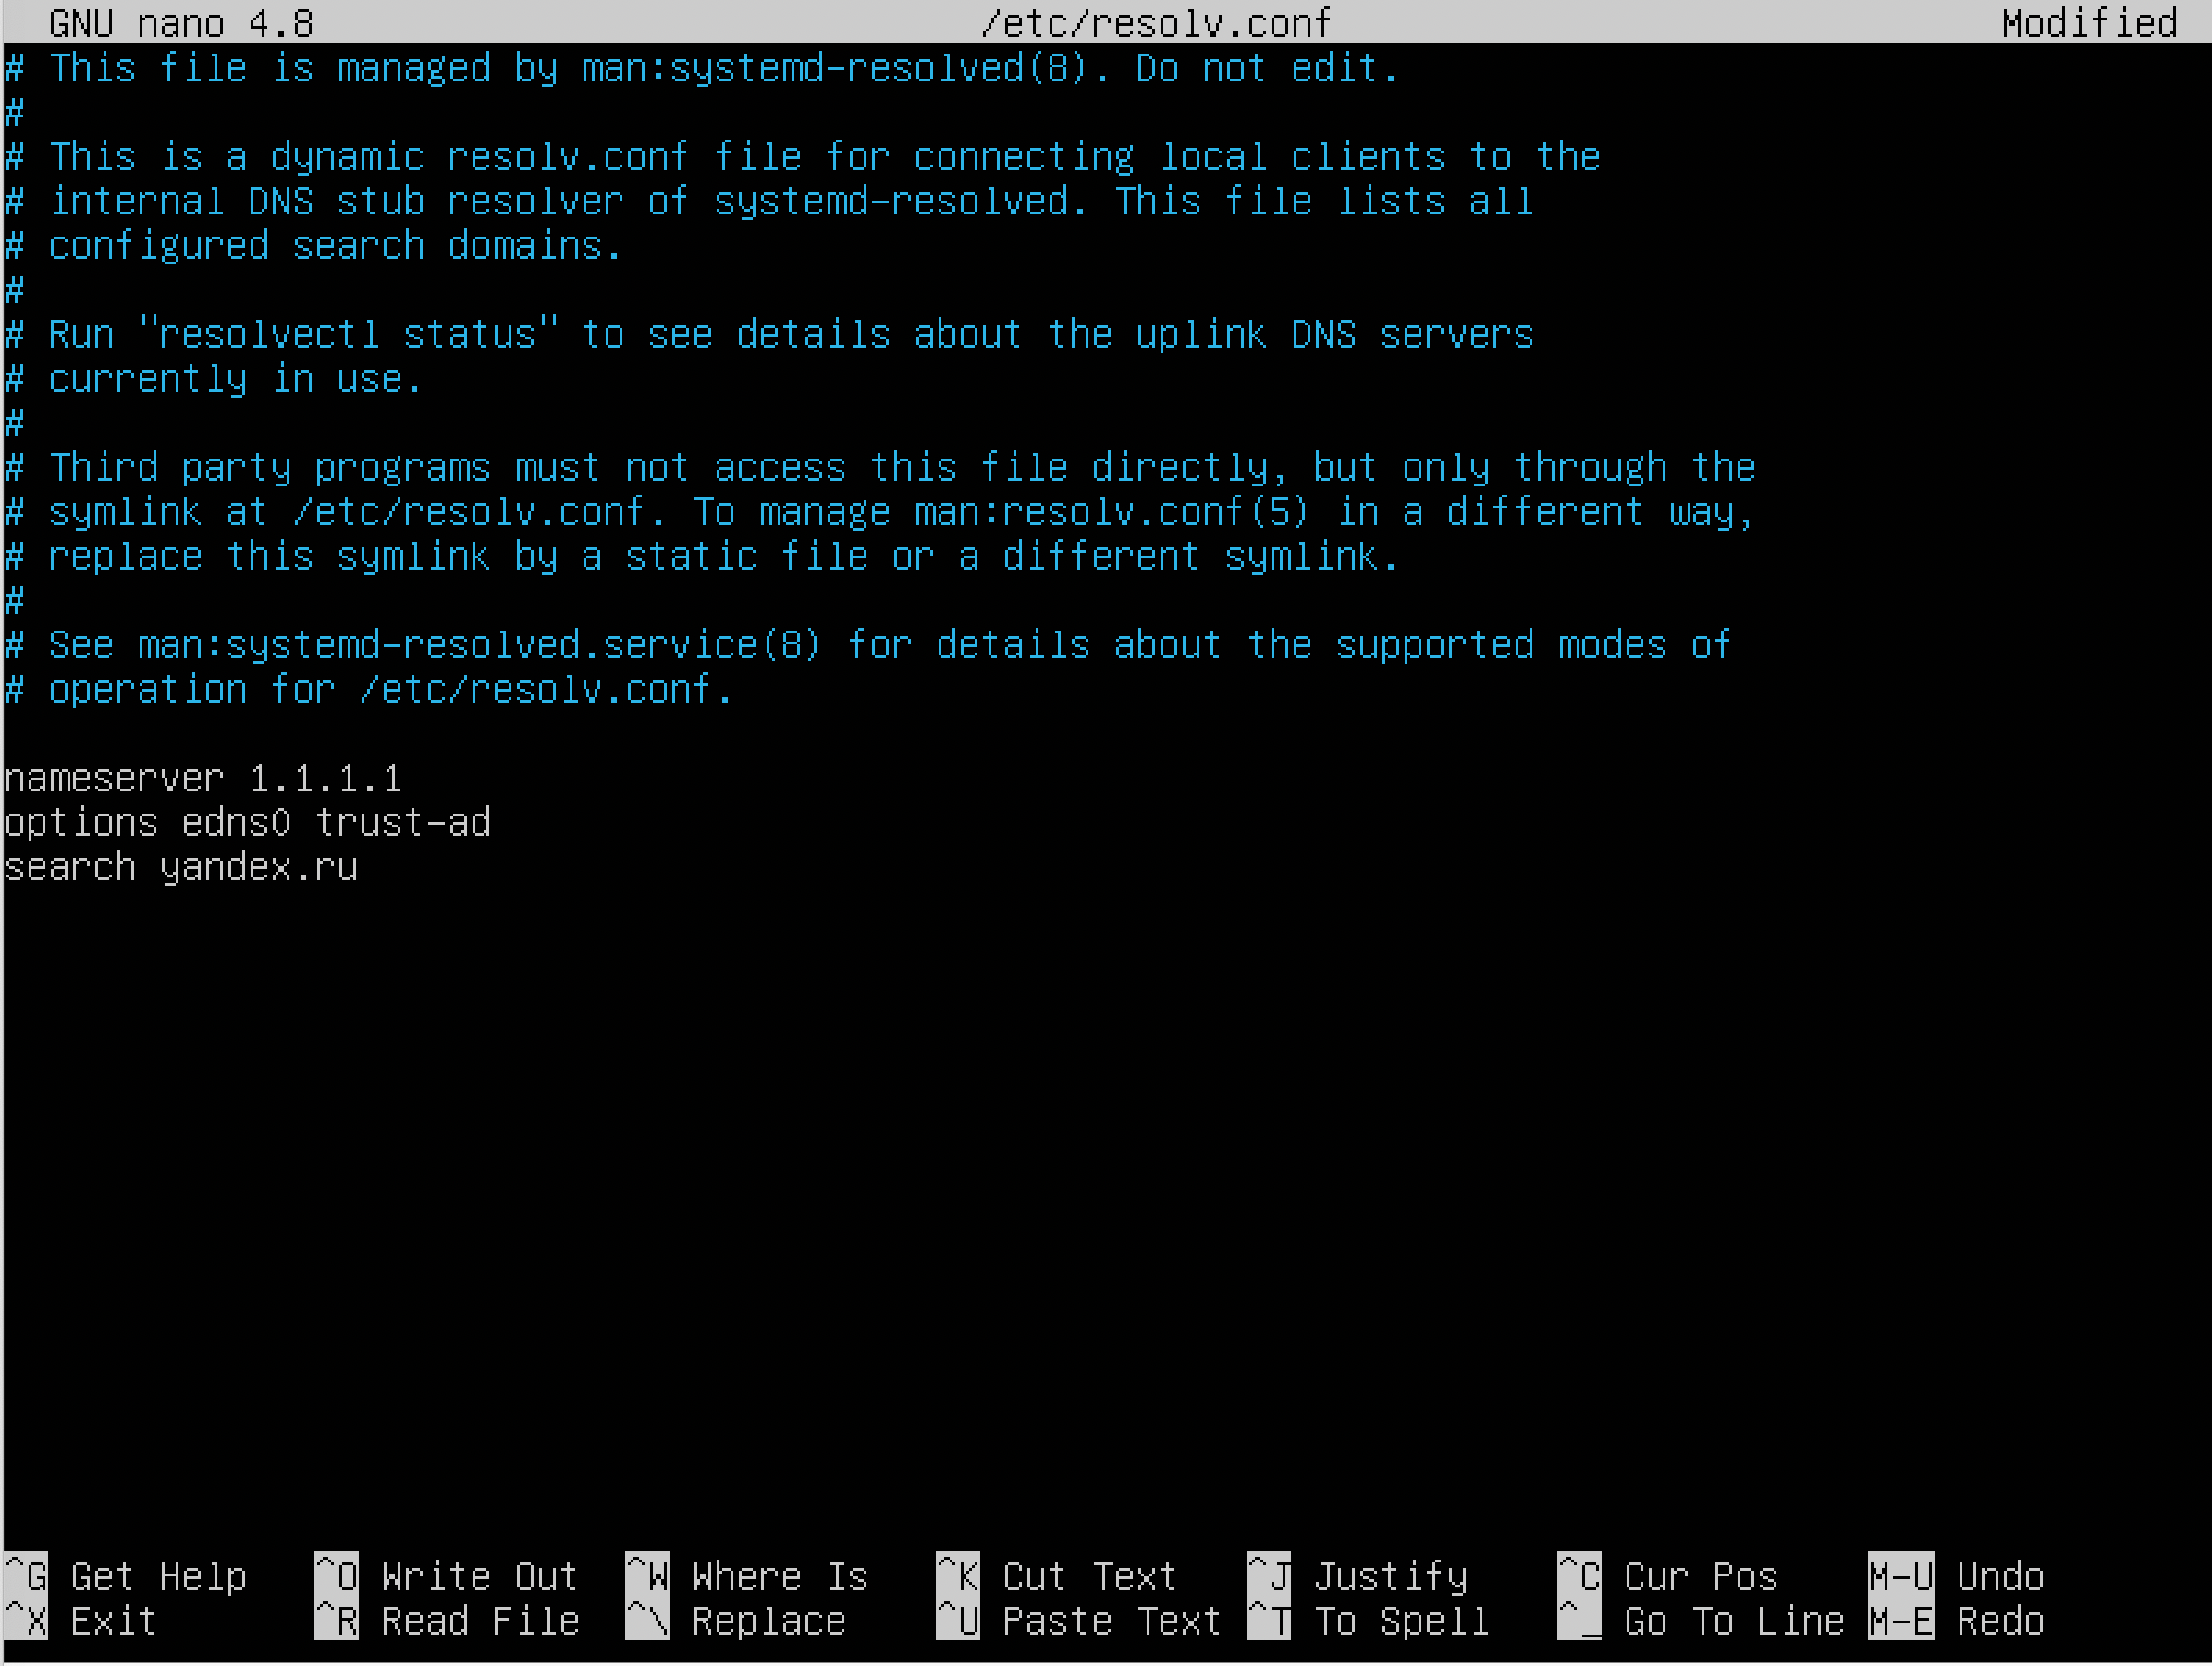 GNU nano 4.8 /etc/resolv.conf Modified
# This file is managed by man:systemd-resolved(8). Do not edit.
#
# This is a dynamic resolv.conf file for connecting local clients to the
# internal DNS stub resolver of systemd-resolved. This file lists all
# configured search domains.
#
# Run "resolvectl status" to see details about the uplink DNS servers
# currently in use.
#
# Third party programs must not access this file directly, but only through the
# symlink at /etc/resolv.conf. To manage man:resolv.conf(5) in a different way,
# replace this symlink by a static file or a different symlink.
#
# See man:systemd-resolved.service(8) for details about the supported modes of
# operation for /etc/resolv.conf.
nameserver 1.1.1.1
options edns0 trust-ad
search yandex.ru
^G Get Help ^O Write Out ^W Where Is ^K Cut Text ^J Justify ^C Cur Pos M-U Undo
^X Exit ^R Read File ^\ Replace ^U Paste Text ^T To Spell ^_ Go To Line M-E Redo